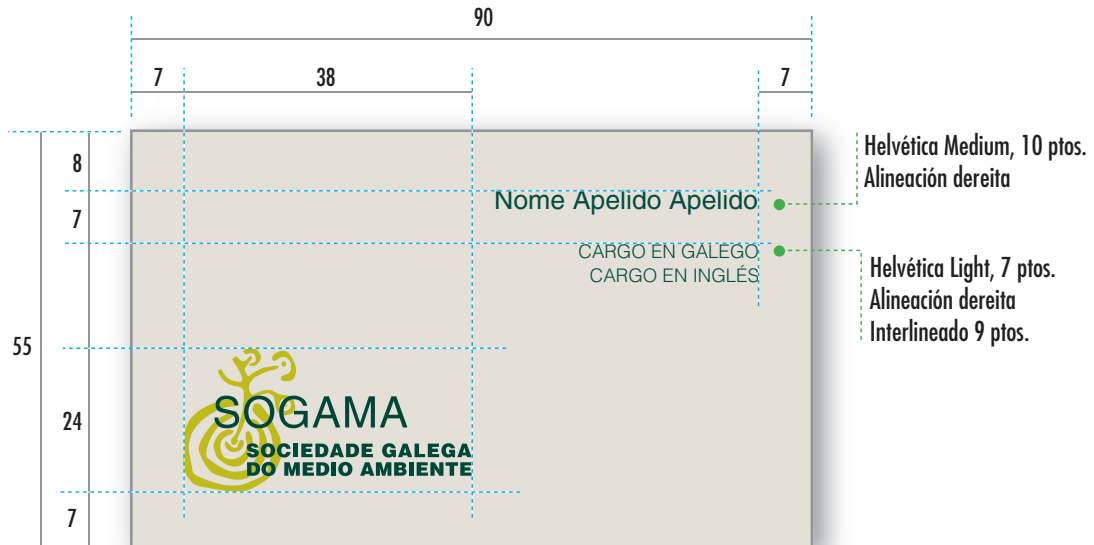 90
7
38
7
8
Helvética Medium, 10 ptos.
Alineación dereita
7
Nome Apelido Apelido
CARGO EN GALEGO
CARGO EN INGLÉS
Helvética Light, 7 ptos.
Alineación dereita
Interlineado 9 ptos.
55
24
SOGAMA
SOCIEDADE GALEGA
DO MEDIO AMBIENTE
7